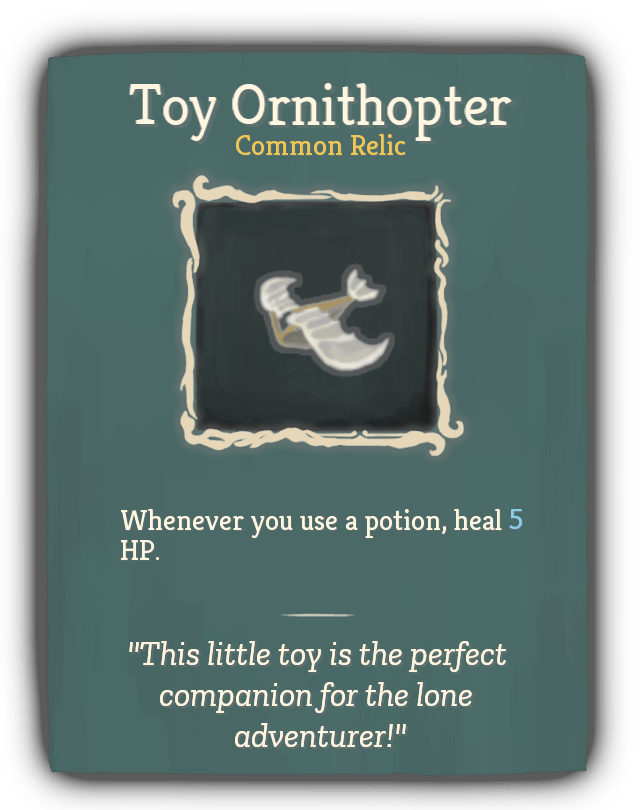 Toy Ornithopter
Common Relic
Whenever you use a potion, heal 5
HP.
"This little toy is the perfect
companion for the lone
adventurer!"